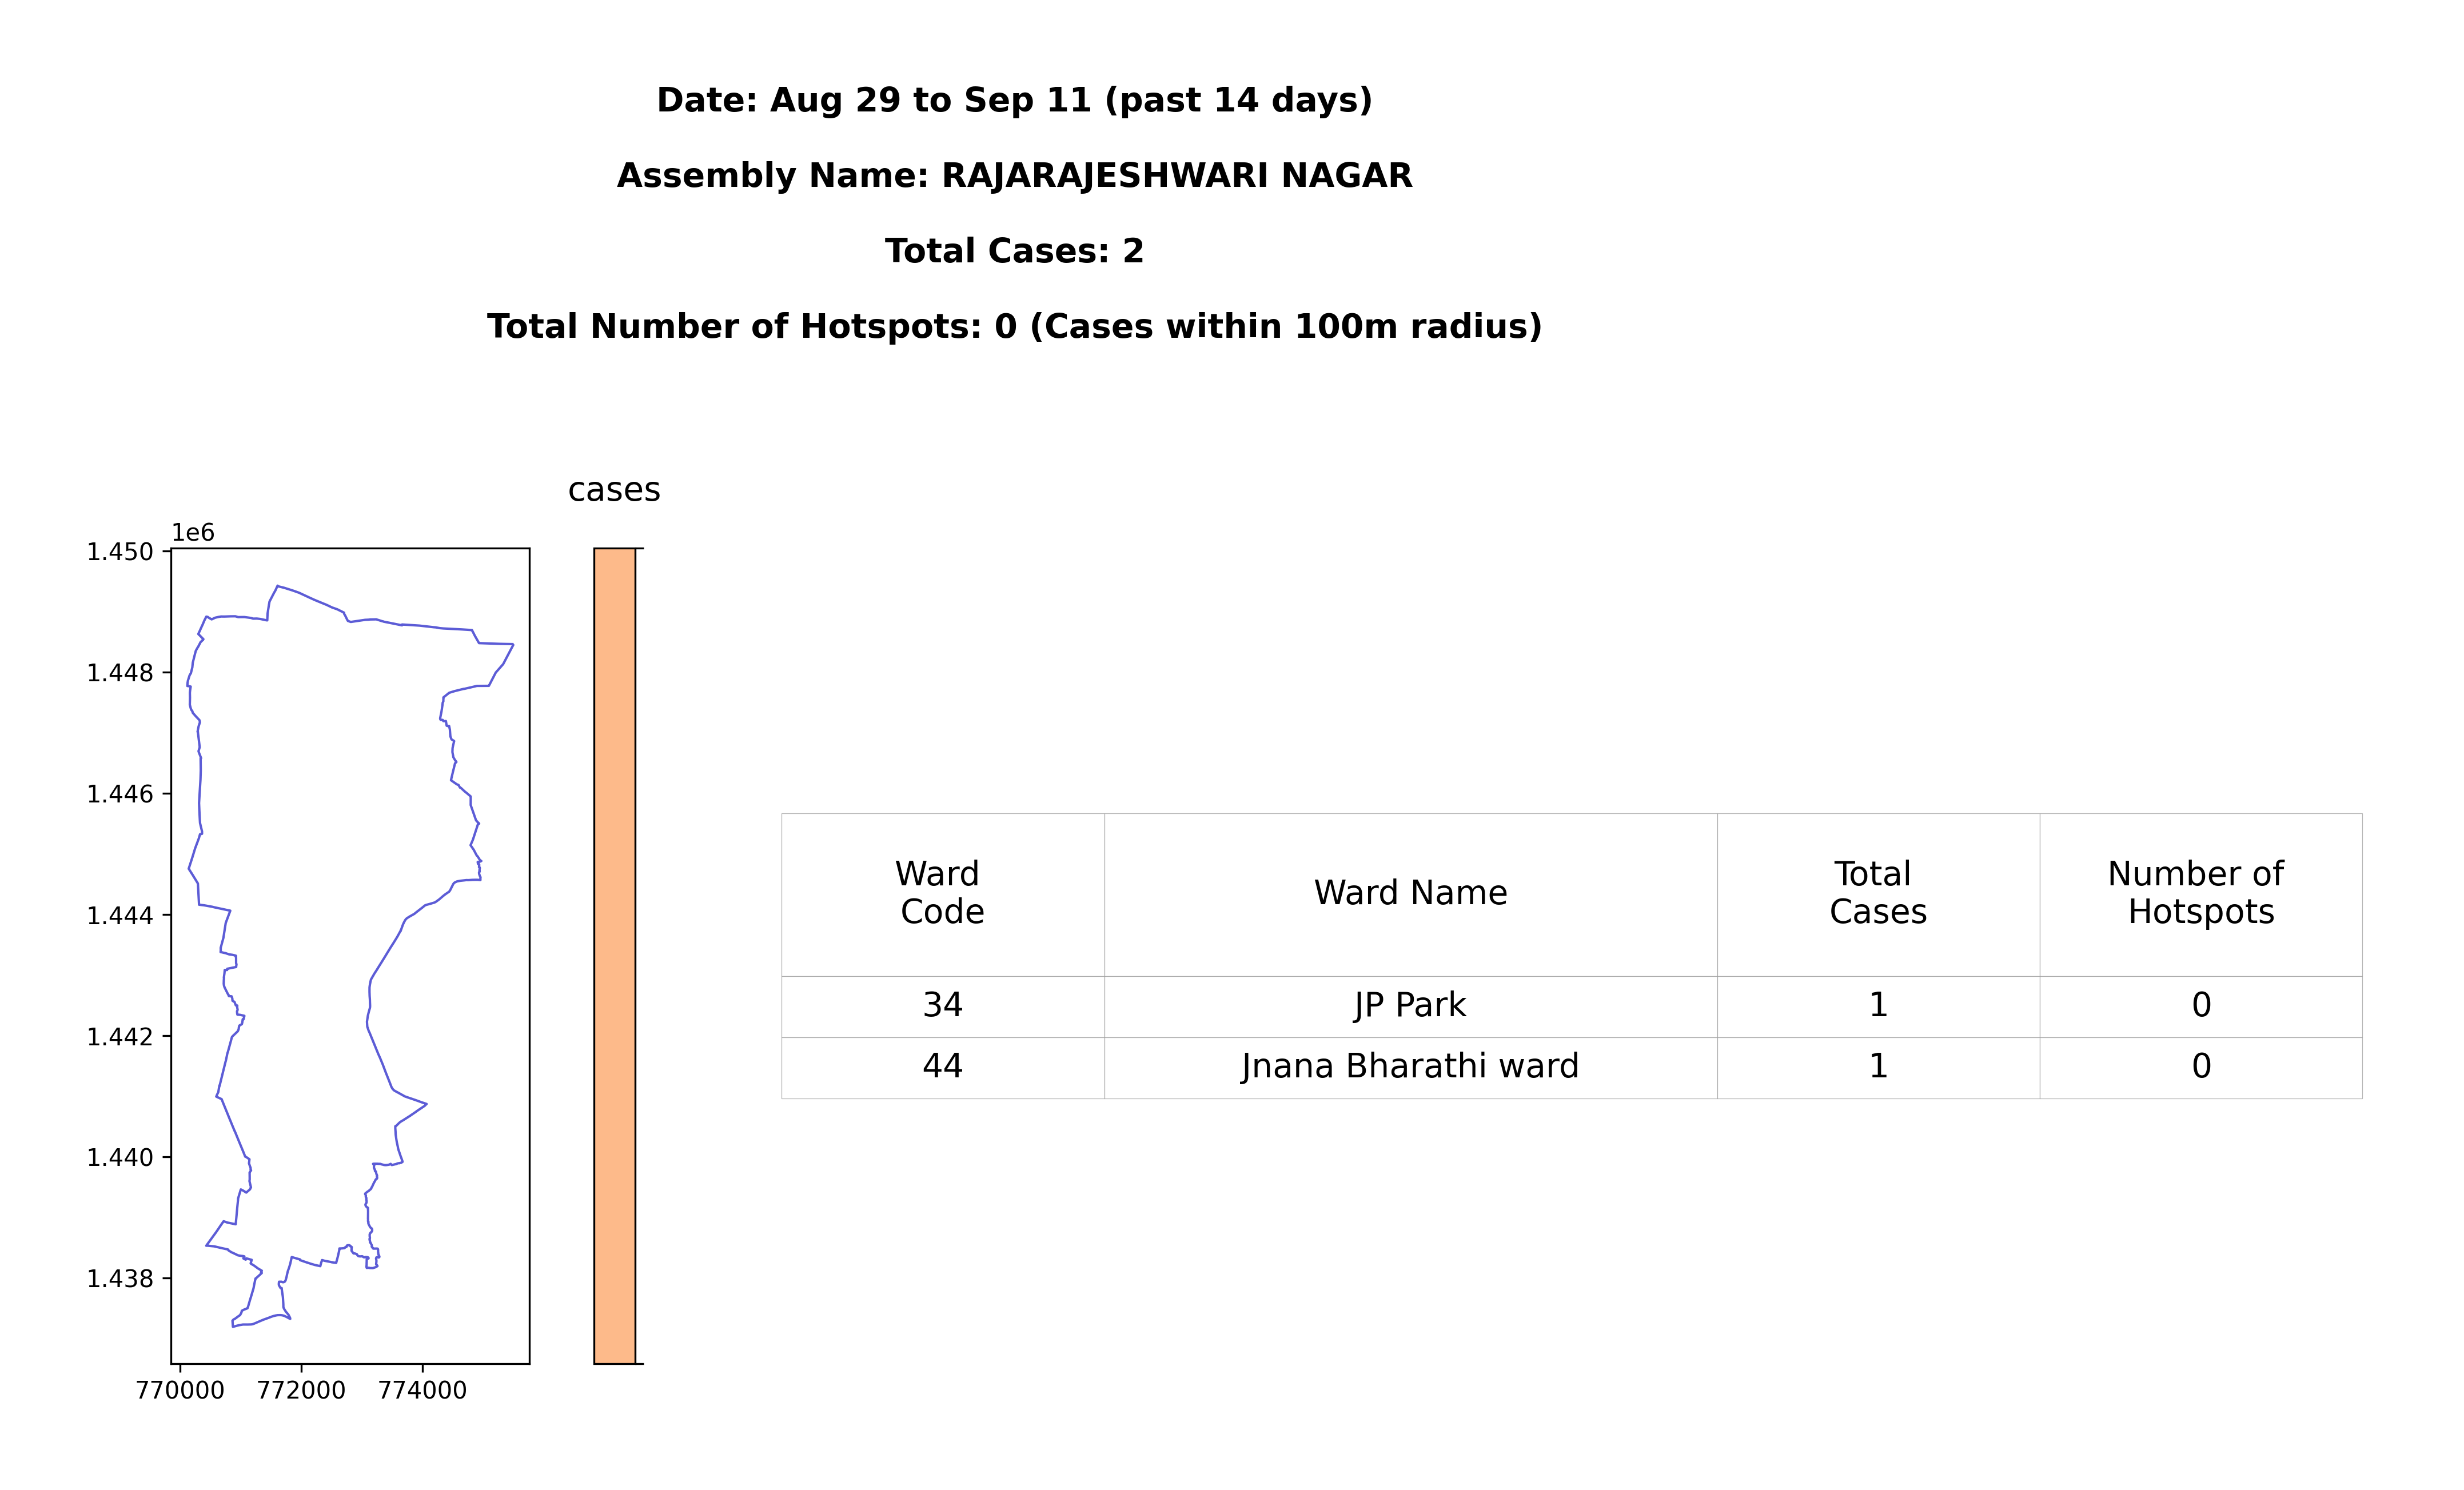 Date: Aug 29 to Sep 11 (past 14 days)
Assembly Name: RAJARAJESHWARI NAGAR
Total Cases: 2
Total Number of Hotspots: 0 (Cases within 100m radius)
cases
1e6
1.450
1.448
1.446
1.444
1.442
1.440
1.438
770000 772000 774000
Ward Code Ward Name Total Cases Number of Hotspots
34 JP Park 1 0
44 Jnana Bharathi ward 1 0